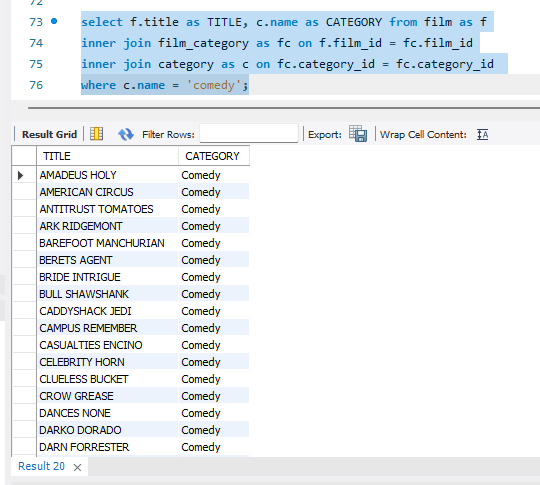 73 select f.title as TITLE, c.name as CATEGORY from film as f
74 inner join film_category as fc on f.film_id = fc.film_id
75 inner join category as c on fc.category_id = fc.category_id
76 where c.name = 'comedy';
Result Grid Filter Rows: Export: Wrap Cell Content:
TITLE CATEGORY
AMADEUS HOLY Comedy
AMERICAN CIRCUS Comedy
ANTITRUST TOMATOES Comedy
ARK RIDGEMONT Comedy
BAREFOOT MANCHURIAN Comedy
BERETS AGENT Comedy
BRIDE INTRIGUE Comedy
BULL SHAWSHANK Comedy
CADDYSHACK JEDI Comedy
CAMPUS REMEMBER Comedy
CASUALTIES ENCINO Comedy
CELEBRITY HORN Comedy
CLUELESS BUCKET Comedy
CROW GREASE Comedy
DANCES NONE Comedy
DARKO DORADO Comedy
DARN FORRESTER Comedy
Result 20